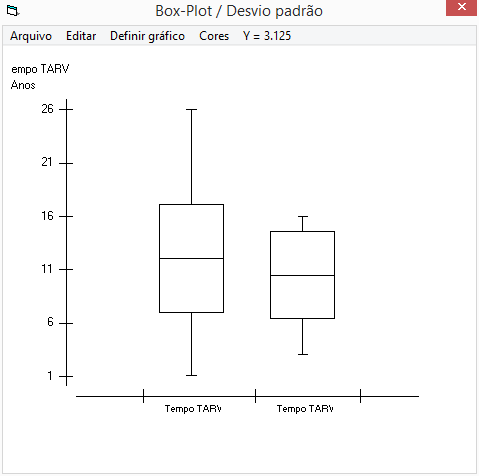 Box-Plot / Desvio padrão
Arquivo Editar Definir gráfico Cores Y = 3.125
empo TARV
Anos
26
21
16
11
6
1
Tempo TARV Tempo TARV